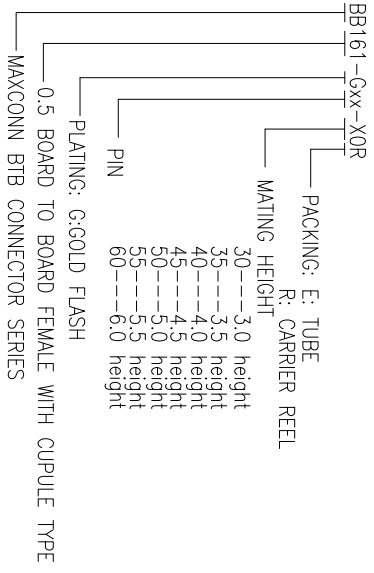 BB161-Gxx-X0R
PACKING: E: TUBE
R: CARRIER REEL
MATING HEIGHT
30----3.0 height
35----3.5 height
40----4.0 height
45----4.5 height
50----5.0 height
55----5.5 height
60----6.0 height
PIN
PLATING: G:GOLD FLASH
0.5 BOARD TO BOARD FEMALE WITH CUPULE TYPE
MAXCONN BTB CONNECTOR SERIES